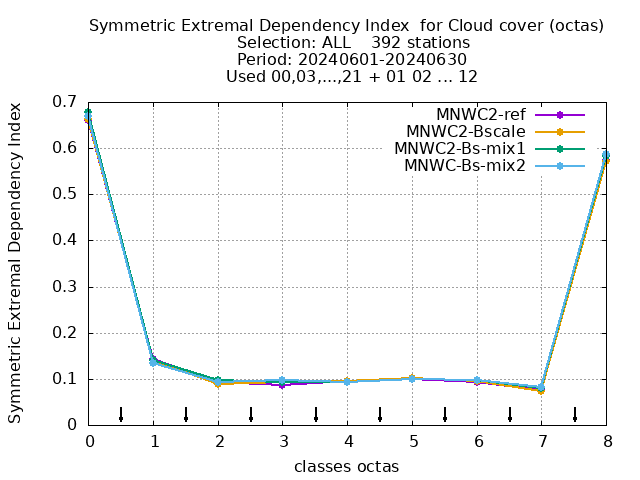 Symmetric Extremal Dependency Index  for Cloud cover (octas)
Selection: ALL    392 stations
Period: 20240601-20240630
Used 00,03,...,21 + 01 02 ... 12
Symmetric Extremal Dependency Index
0.7
0.6
0.5
0.4
0.3
0.2
0.1
0
MNWC2-ref
MNWC2-Bscale
MNWC2-Bs-mix1
MNWC-Bs-mix2
0 1 2 3 4 5 6 7 8
classes octas